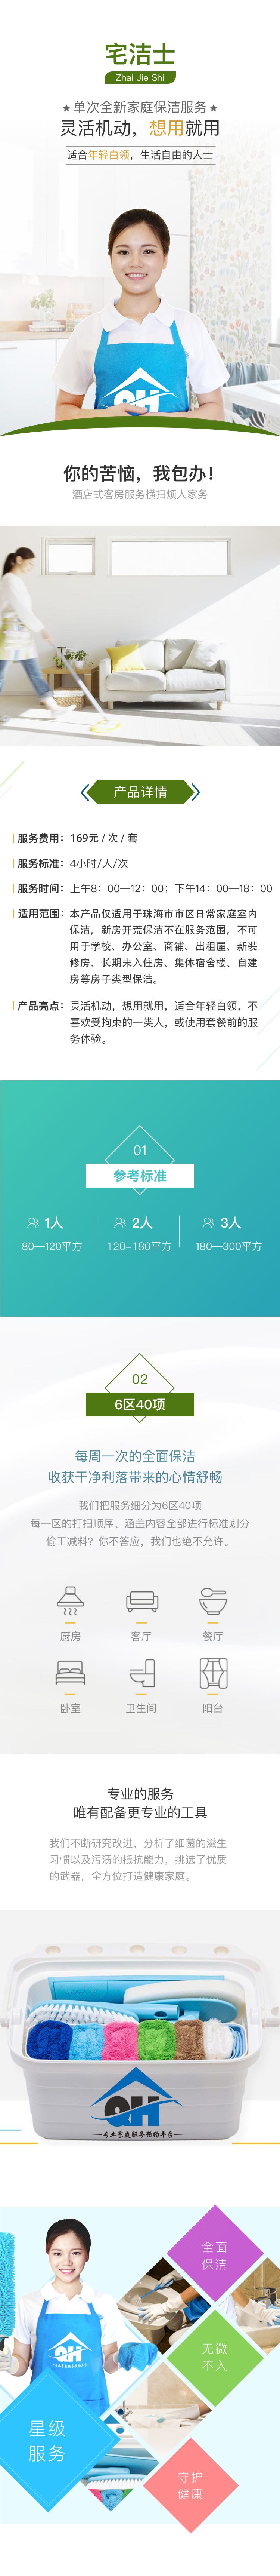 宅洁士
Zhai Jie Shi
★单次全新家庭保洁服务★
灵活机动，想用就用
适合年轻白领，生活自由的人士
QH
你的苦恼，我包办！
酒店式客房服务横扫烦人家务
产品详情
服务费用：169元 / 次 / 套
服务标准：4小时/人/次
服务时间：上午8：00—12：00；下午14：00—18：00
适用范围：本产品仅适用于珠海市市区日常家庭室内
保洁，新房开荒保洁不在服务范围，不可
用于学校、办公室、商铺、出租屋、新装
修房、长期未入住房、集体宿舍楼、自建
房等房子类型保洁。
产品亮点：灵活机动，想用就用，适合年轻白领，不
喜欢受拘束的一类人，或使用套餐前的服
务体验。
01
参考标准
1人 2人 3人
80—120平方 120-180平方 180—300平方
02
6区40项
每周一次的全面保洁
收获干净利落带来的心情舒畅
我们把服务细分为6区40项
每一区的打扫顺序、涵盖内容全部进行标准划分
偷工减料？你不答应，我们也绝不允许。
厨房 客厅 餐厅
卧室 卫生间 阳台
专业的服务
唯有配备更专业的工具
我们不断研究改进，分析了细菌的滋生
习惯以及污渍的抵抗能力，挑选了优质
的武器，全方位打造健康家庭。
QH
—专业家庭服务预约平台—
全面
保洁
QH
无微
不入
星级
服务
守护
健康